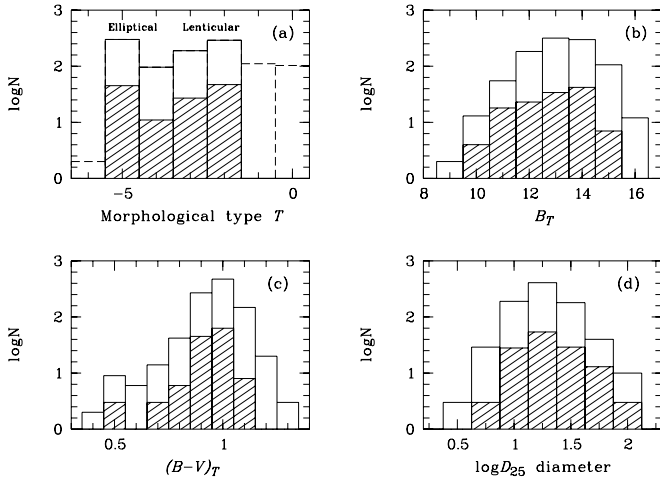 3
2
1
0
logN
Elliptical Lenticular (a)
−5 0
Morphological type T
3
2
1
0
logN
(b)
8 10 12 14 16
B_T
3
2
1
0
logN
(c)
0.5 1
(B−V)_T
3
2
1
0
logN
(d)
0.5 1 1.5 2
logD_25 diameter